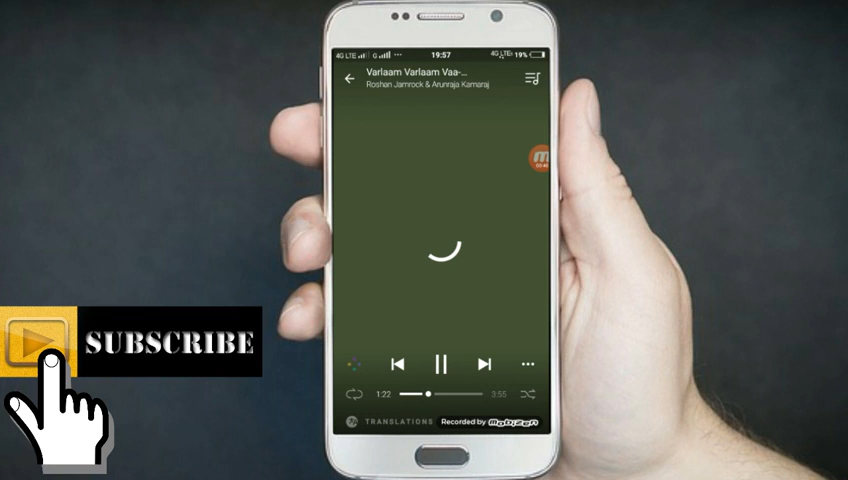 4G LTE G ... 19:57 4G LTE 19%
Varlaam Varlaam Vaa-...
Roshan Jamrock & Arunraja Kamaraj
SUBSCRIBE
1:22 3:55
TRANSLATIONS Recorded by mobizen